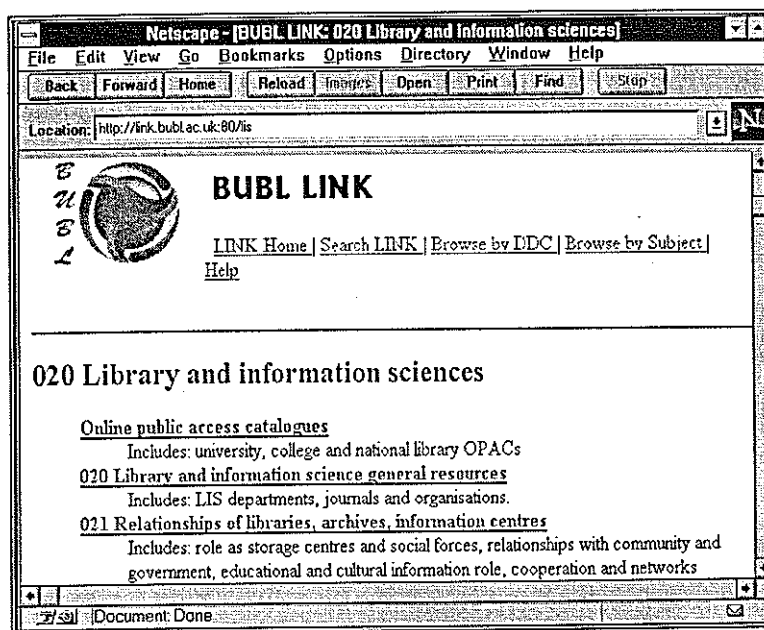 Netscape - [BUBL LINK: 020 Library and information sciences]
File Edit View Go Bookmarks Options Directory Window Help
Back Forward Home Reload Images Open Print Find Stop
Location: http://link.bubl.ac.uk:80/lis
N
B
U
B
L
BUBL LINK
LINK Home | Search LINK | Browse by DDC | Browse by Subject |
Help
020 Library and information sciences
Online public access catalogues
Includes: university, college and national library OPACs
020 Library and information science general resources
Includes: LIS departments, journals and organisations.
021 Relationships of libraries, archives, information centres
Includes: role as storage centres and social forces, relationships with community and
government, educational and cultural information role, cooperation and networks
Document: Done